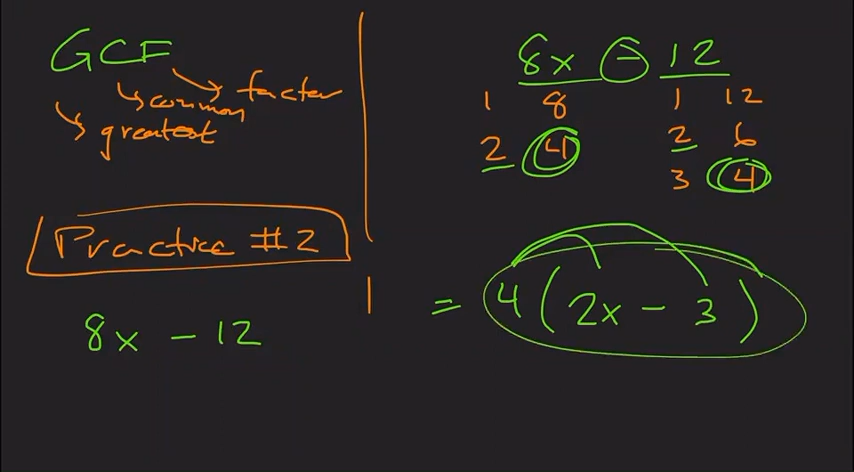 GCF
factor
common
greatest
Practice #2
8x - 12
8x - 12
1 8 1 12
2 4 2 6
3 4
= 4(2x - 3)